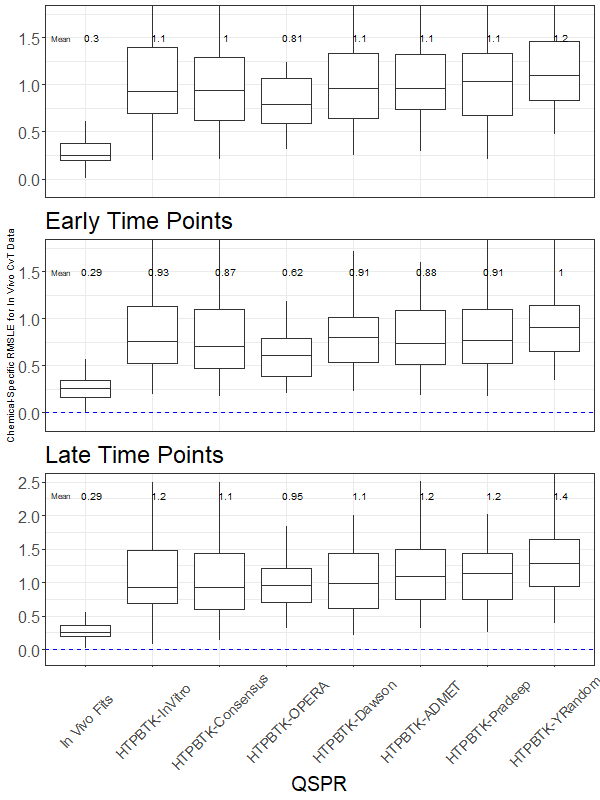 1.5
Mean 0.3 1.1 1 0.81 1.1 1.1 1.1 1.2
1.0
0.5
0.0
Early Time Points
Chemical-Specific RMSLE for In Vivo CvT Data
1.5
Mean 0.29 0.93 0.87 0.62 0.91 0.88 0.91 1
1.0
0.5
0.0
Late Time Points
2.5
Mean 0.29 1.2 1.1 0.95 1.1 1.2 1.2 1.4
2.0
1.5
1.0
0.5
0.0
In Vivo Fits
HTPBTK-InVitro
HTPBTK-Consensus
HTPBTK-OPERA
HTPBTK-Dawson
HTPBTK-ADMET
HTPBTK-Pradeep
HTPBTK-YRandom
QSPR